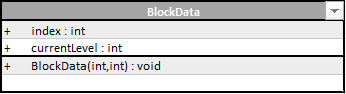 BlockData
+ index : int
+ currentLevel : int
+ BlockData(int,int) : void